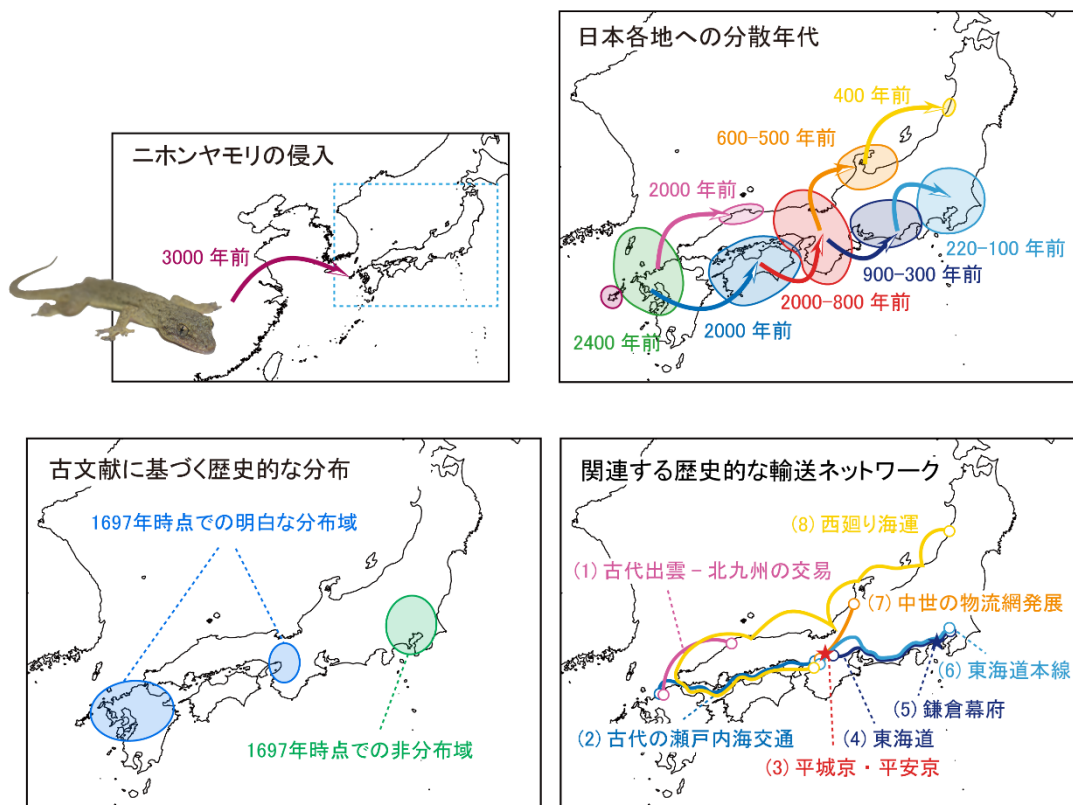 ニホンヤモリの侵入
3000 年前
日本各地への分散年代
400 年前
600-500 年前
2000 年前
220-100 年前
900-300 年前
2000-800 年前
2000 年前
2400 年前
古文献に基づく歴史的な分布
1697年時点での明白な分布域
1697年時点での非分布域
関連する歴史的な輸送ネットワーク
(8) 西廻り海運
(1) 古代出雲 - 北九州の交易
(7) 中世の物流網発展
(6) 東海道本線
(5) 鎌倉幕府
(2) 古代の瀬戸内海交通
(4) 東海道
(3) 平城京・平安京